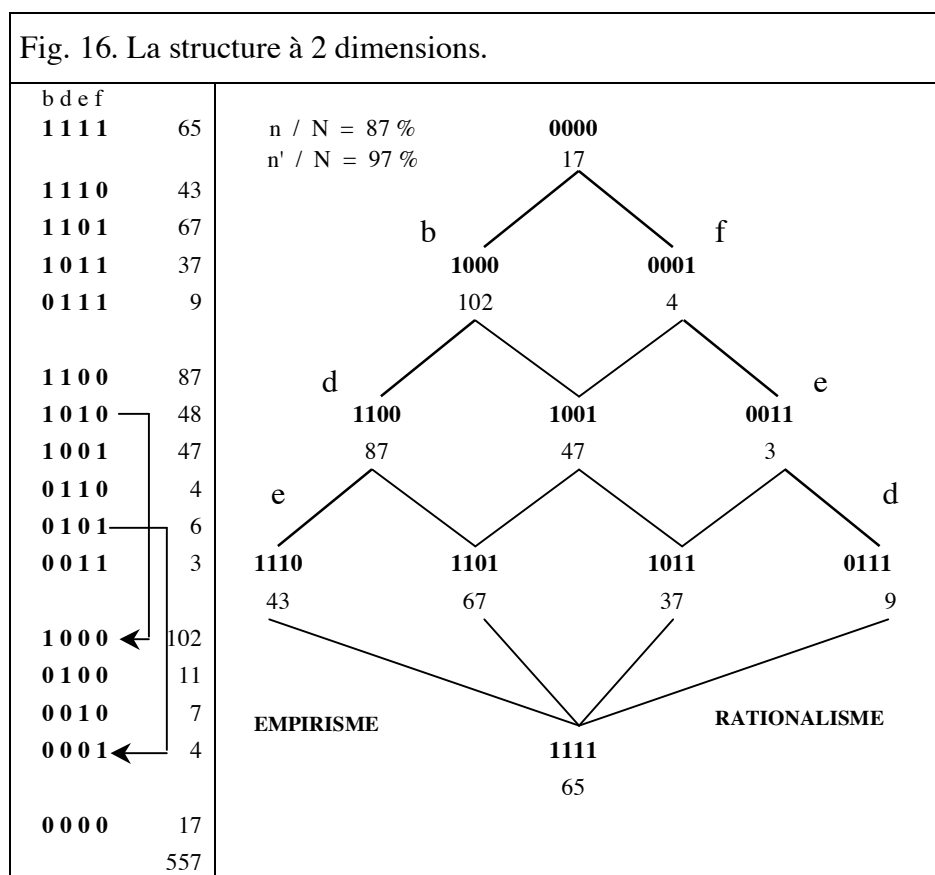 Fig. 16. La structure à 2 dimensions.
b d e f
1 1 1 1 65
1 1 1 0 43
1 1 0 1 67
1 0 1 1 37
0 1 1 1 9
1 1 0 0 87
1 0 1 0 48
1 0 0 1 47
0 1 1 0 4
0 1 0 1 6
0 0 1 1 3
1 0 0 0 102
0 1 0 0 11
0 0 1 0 7
0 0 0 1 4
0 0 0 0 17
557
n / N = 87 %
n' / N = 97 %
0000
17
b f
1000 0001
102 4
d e
1100 1001 0011
87 47 3
e d
1110 1101 1011 0111
43 67 37 9
EMPIRISME RATIONALISME
1111
65